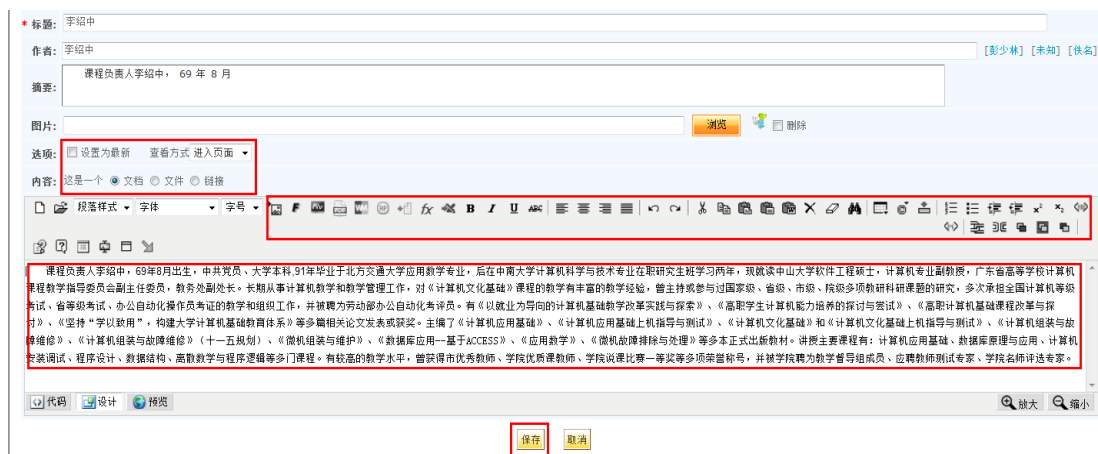 * 标题: 李绍中
作者: 李绍中 [彭少林] [未知] [佚名]
摘要: 课程负责人李绍中， 69 年 8 月
图片: 浏览 删除
选项: 设置为最新 查看方式 进入页面
内容: 这是一个 文档 文件 链接
段落样式 字体 字号 B I U ABC
课程负责人李绍中，69年8月出生，中共党员、大学本科,91年毕业于北方交通大学应用数学专业，后在中南大学计算机科学与技术专业在职研究生班学习两年，现就读中山大学软件工程硕士，计算机专业副教授，广东省高等学校计算机
课程教学指导委员会副主任委员，教务处副处长。长期从事计算机教学和教学管理工作，对《计算机文化基础》课程的教学有丰富的教学经验，曾主持或参与过国家级、省级、市级、院级多项教研科研课题的研究，多次承担全国计算机等级
考试、省等级考试、办公自动化操作员考证的教学和组织工作，并被聘为劳动部办公自动化考评员。有《以就业为导向的计算机基础教学改革实践与探索》、《高职学生计算机能力培养的探讨与尝试》、《高职计算机基础课程改革与探
讨》、《坚持“学以致用”，构建大学计算机基础教育体系》等多篇相关论文发表或获奖。主编了《计算机应用基础》、《计算机应用基础上机指导与测试》、《计算机文化基础》和《计算机文化基础上机指导与测试》、《计算机组装与故
障维修》、《计算机组装与故障维修》（十一五规划）、《微机组装与维护》、《数据库应用--基于ACCESS》、《应用数学》、《微机故障排除与处理》等多本正式出版教材。讲授主要课程有：计算机应用基础、数据库原理与应用、计算机
安装调试、程序设计、数据结构、离散数学与程序逻辑等多门课程。有较高的教学水平，曾获得市优秀教师、学院优质课教师、学院说课比赛一等奖等多项荣誉称号，并被学院聘为教学督导组成员、应聘教师测试专家、学院名师评选专家。
代码 设计 预览 放大 缩小
保存 取消